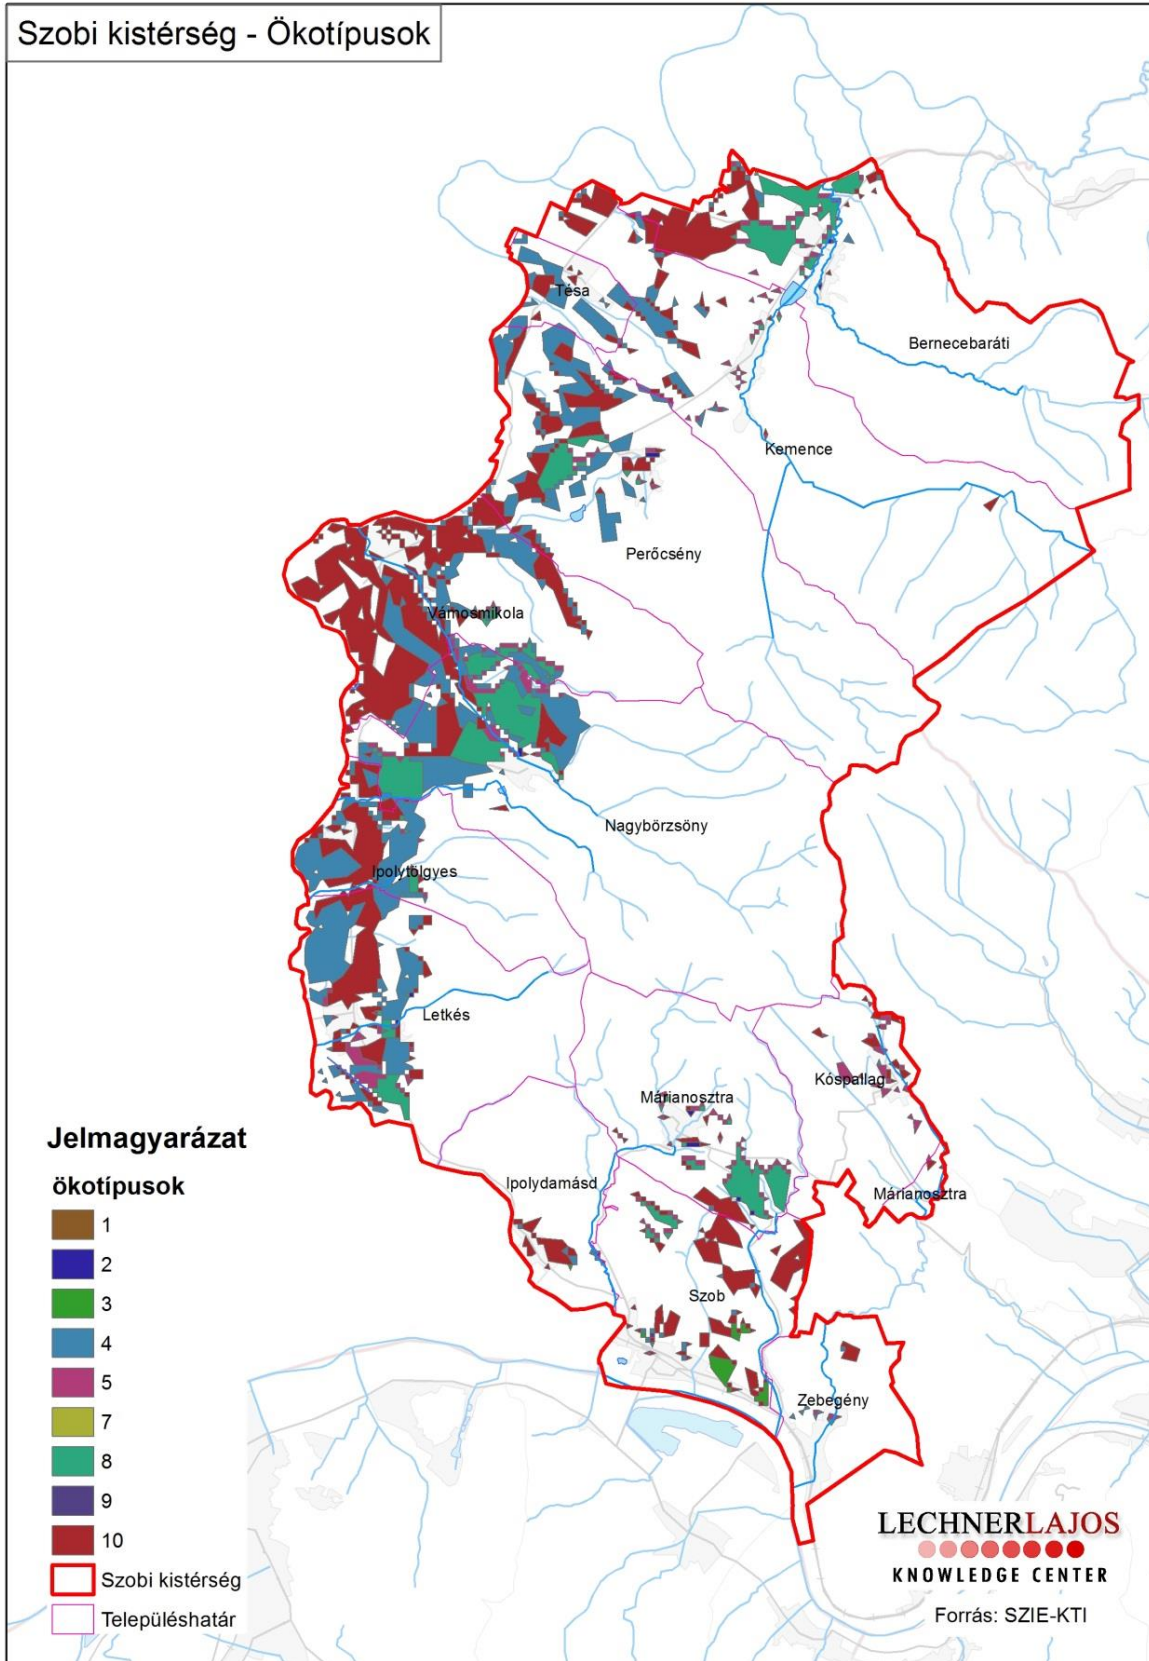 Szobi kistérség - Ökotípusok
Tésa
Bernecebaráti
Kemence
Perőcsény
Vámosmikola
Nagybörzsöny
Ipolytölgyes
Letkés
Kóspallag
Márianosztra
Ipolydamásd
Márianosztra
Szob
Zebegény
Jelmagyarázat
ökotípusok
1
2
3
4
5
7
8
9
10
Szobi kistérség
Településhatár
LECHNERLAJOS
KNOWLEDGE CENTER
Forrás: SZIE-KTI